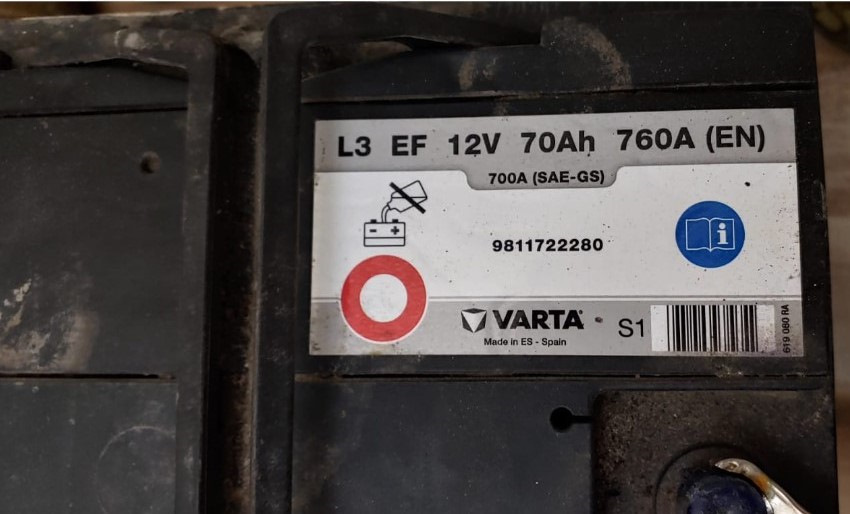 L3 EF 12V 70Ah 760A (EN)
700A (SAE-GS)
9811722280
VARTA
Made in ES - Spain
S1
619 080 RA